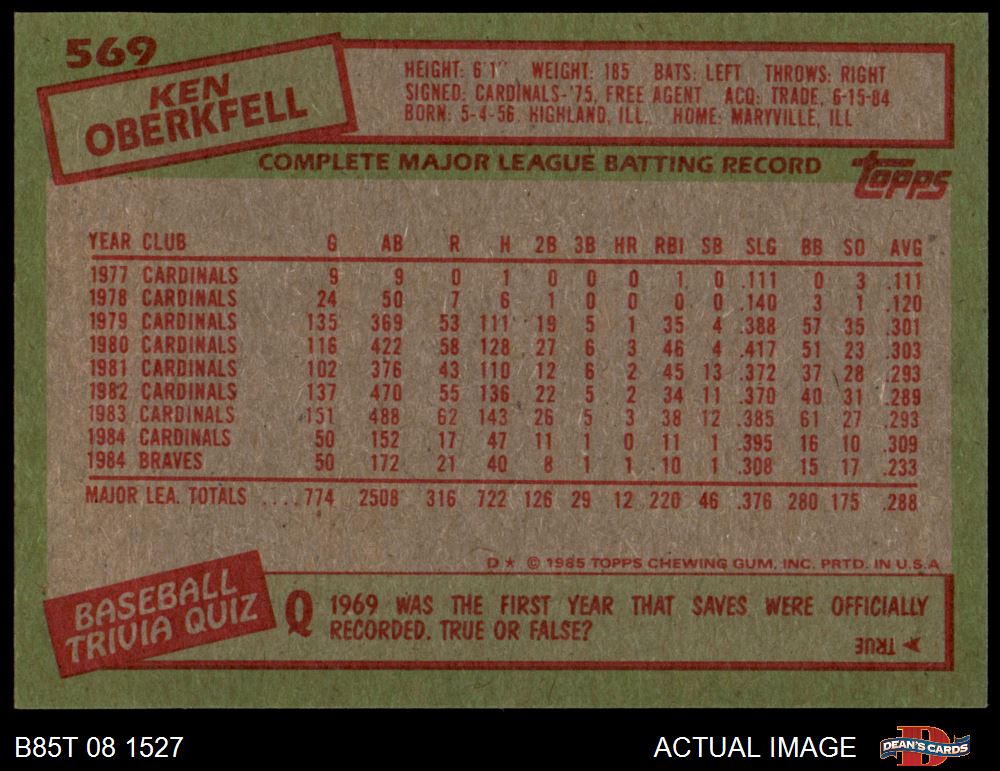 569
KEN
OBERKFELL
HEIGHT: 6'1" WEIGHT: 185 BATS: LEFT THROWS: RIGHT
SIGNED: CARDINALS-'75, FREE AGENT ACQ: TRADE, 6-15-84
BORN: 5-4-56, HIGHLAND, ILL. HOME: MARYVILLE, ILL
COMPLETE MAJOR LEAGUE BATTING RECORD
topps
YEAR CLUB G AB R H 2B 3B HR RBI SB SLG BB SO AVG
1977 CARDINALS 9 9 0 1 0 0 0 1 0 .111 0 3 .111
1978 CARDINALS 24 50 7 6 1 0 0 0 0 .140 3 1 .120
1979 CARDINALS 135 369 53 111 19 5 1 35 4 .388 57 35 .301
1980 CARDINALS 116 422 58 128 27 6 3 46 4 .417 51 23 .303
1981 CARDINALS 102 376 43 110 12 6 2 45 13 .372 37 28 .293
1982 CARDINALS 137 470 55 136 22 5 2 34 11 .370 40 31 .289
1983 CARDINALS 151 488 62 143 26 5 3 38 12 .385 61 27 .293
1984 CARDINALS 50 152 17 47 11 1 0 11 1 .395 16 10 .309
1984 BRAVES 50 172 21 40 8 1 1 10 1 .308 15 17 .233
MAJOR LEA. TOTALS ....774 2508 316 722 126 29 12 220 46 .376 280 175 .288
D★ © 1985 TOPPS CHEWING GUM, INC. PRTD. IN U.S.A.
BASEBALL
TRIVIA QUIZ
Q 1969 WAS THE FIRST YEAR THAT SAVES WERE OFFICIALLY
RECORDED. TRUE OR FALSE?
TRUE
B85T 08 1527
ACTUAL IMAGE
D
DEAN'S CARDS